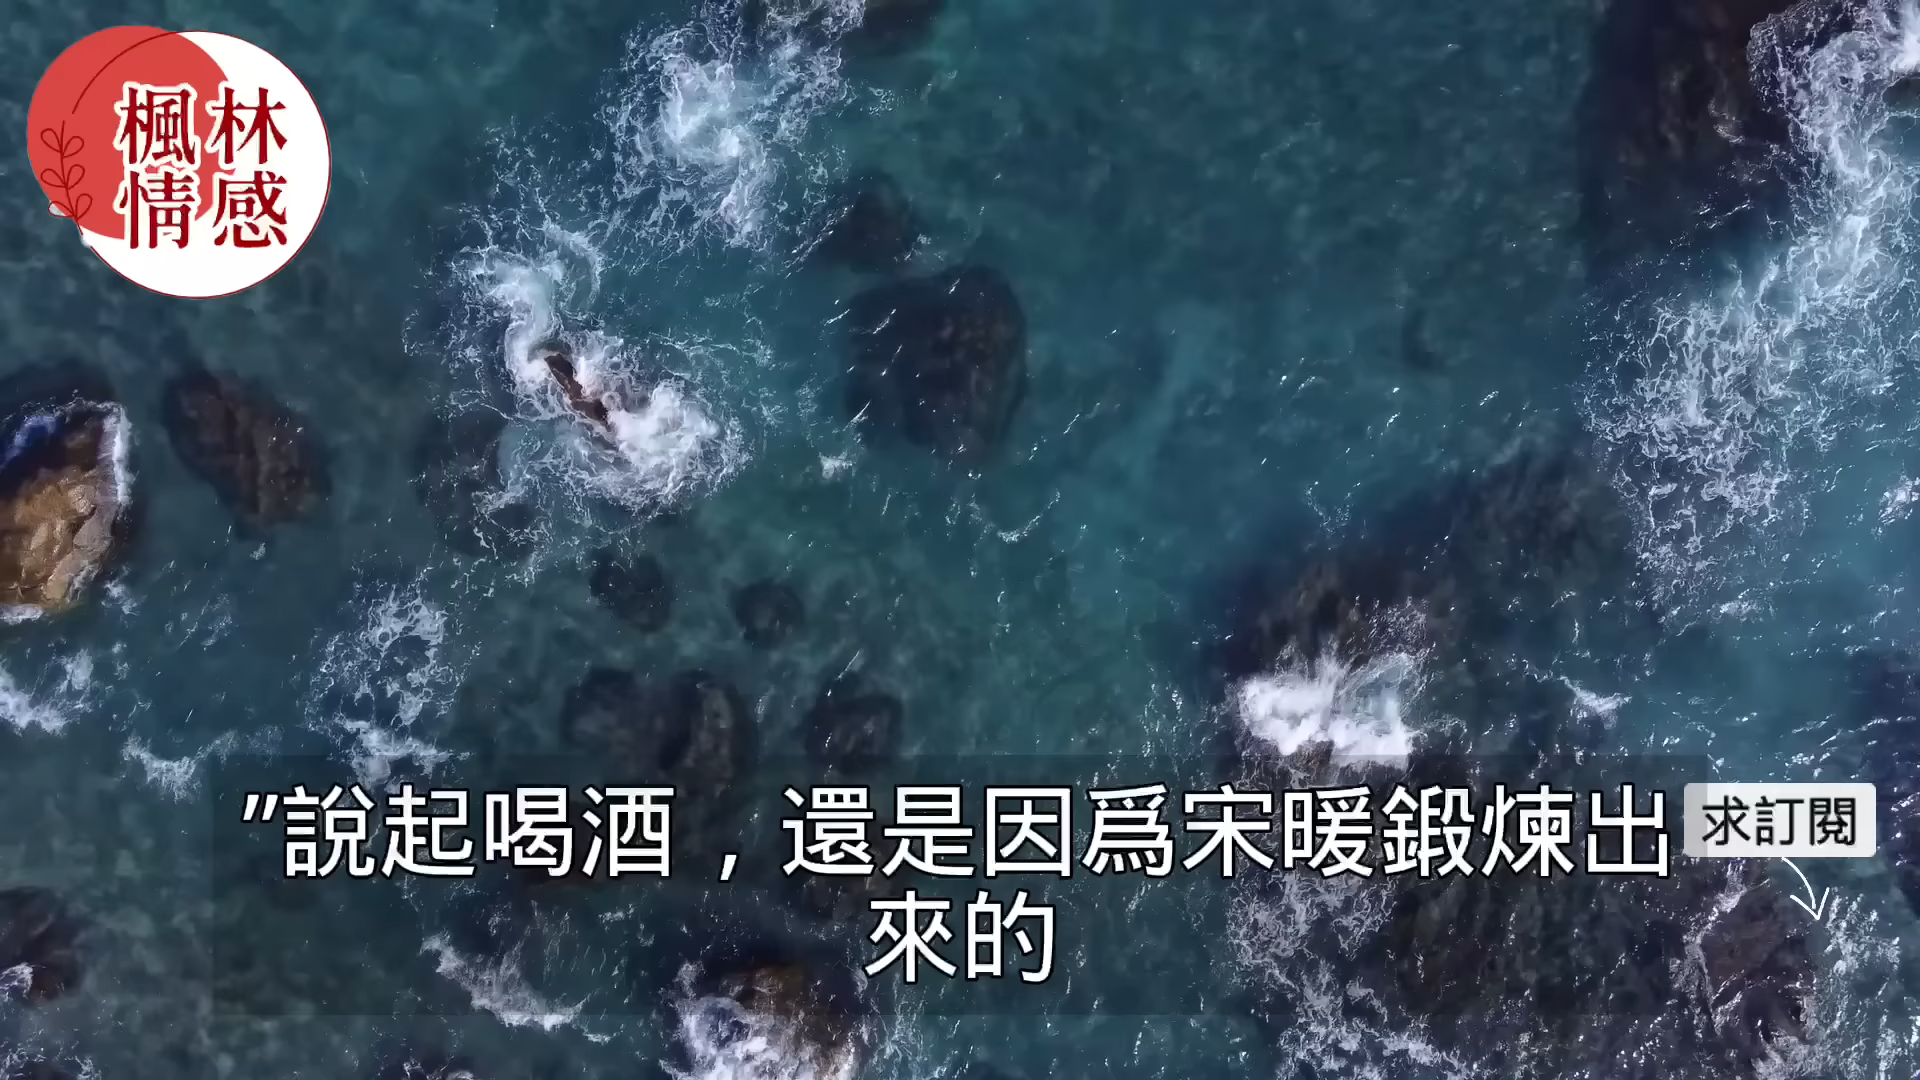 楓林
情感
"說起喝酒，還是因爲宋暖鍛煉出
來的
求訂閱